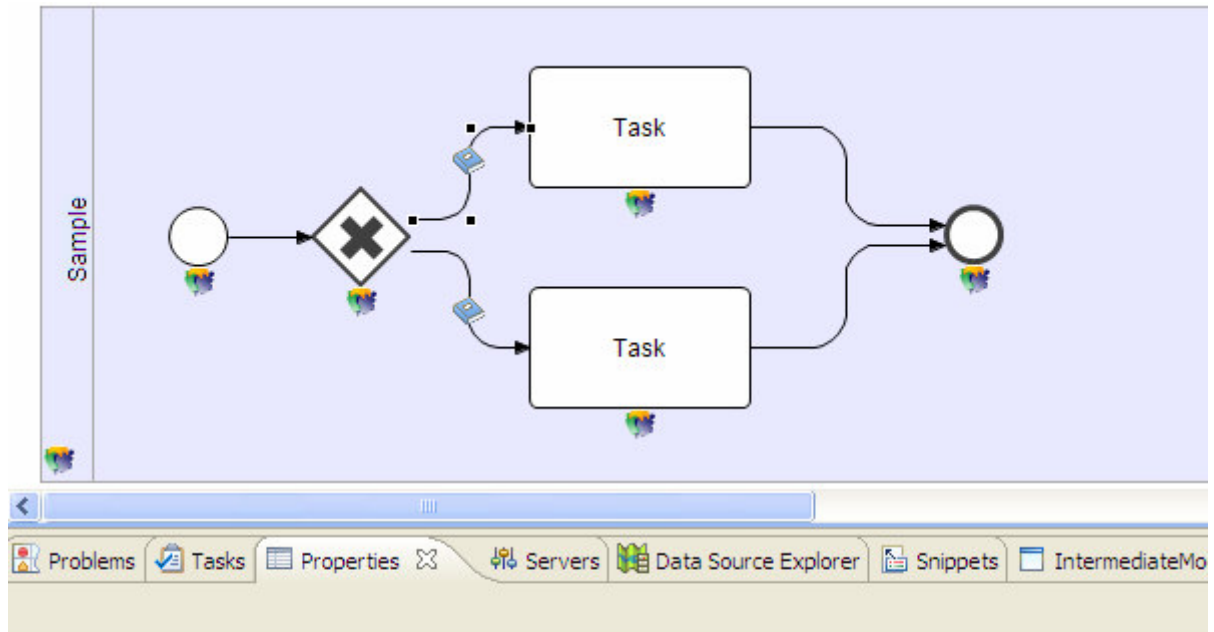 Sample
Task
Task
Problems Tasks Properties Servers Data Source Explorer Snippets IntermediateMo